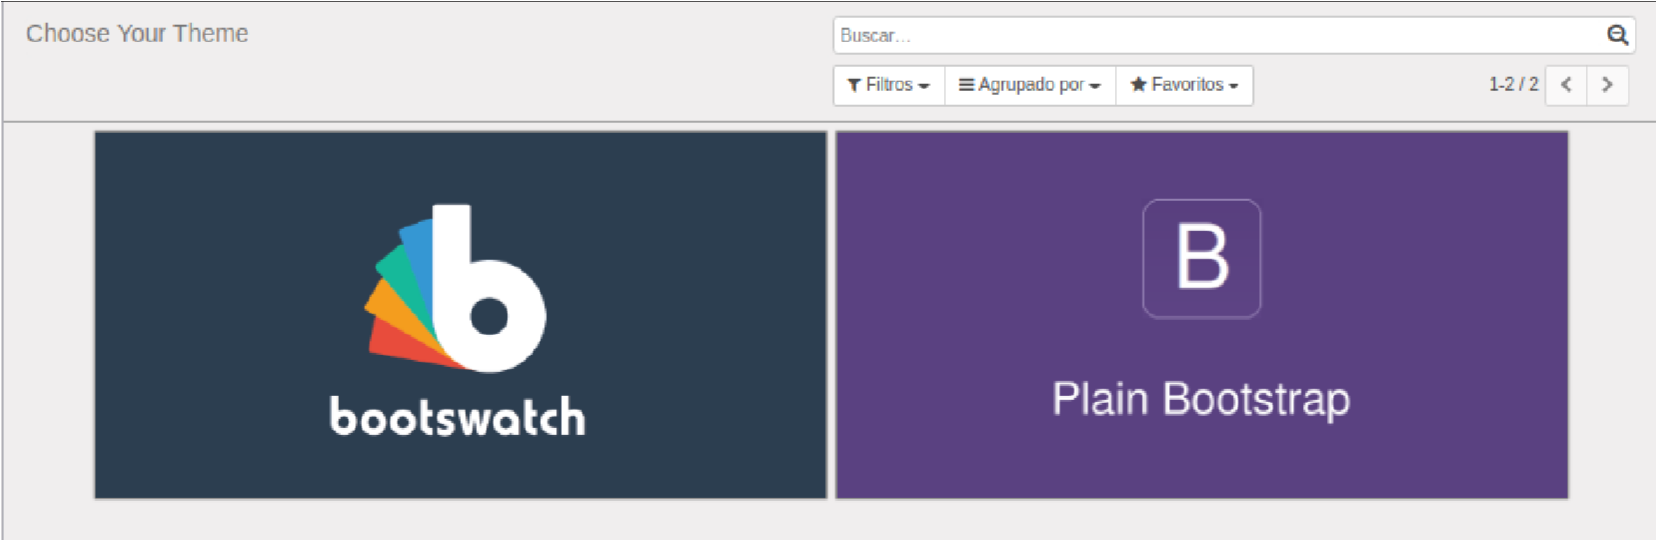 Choose Your Theme
Buscar...
Filtros
Agrupado por
Favoritos
1-2 / 2
bootswatch
B
Plain Bootstrap